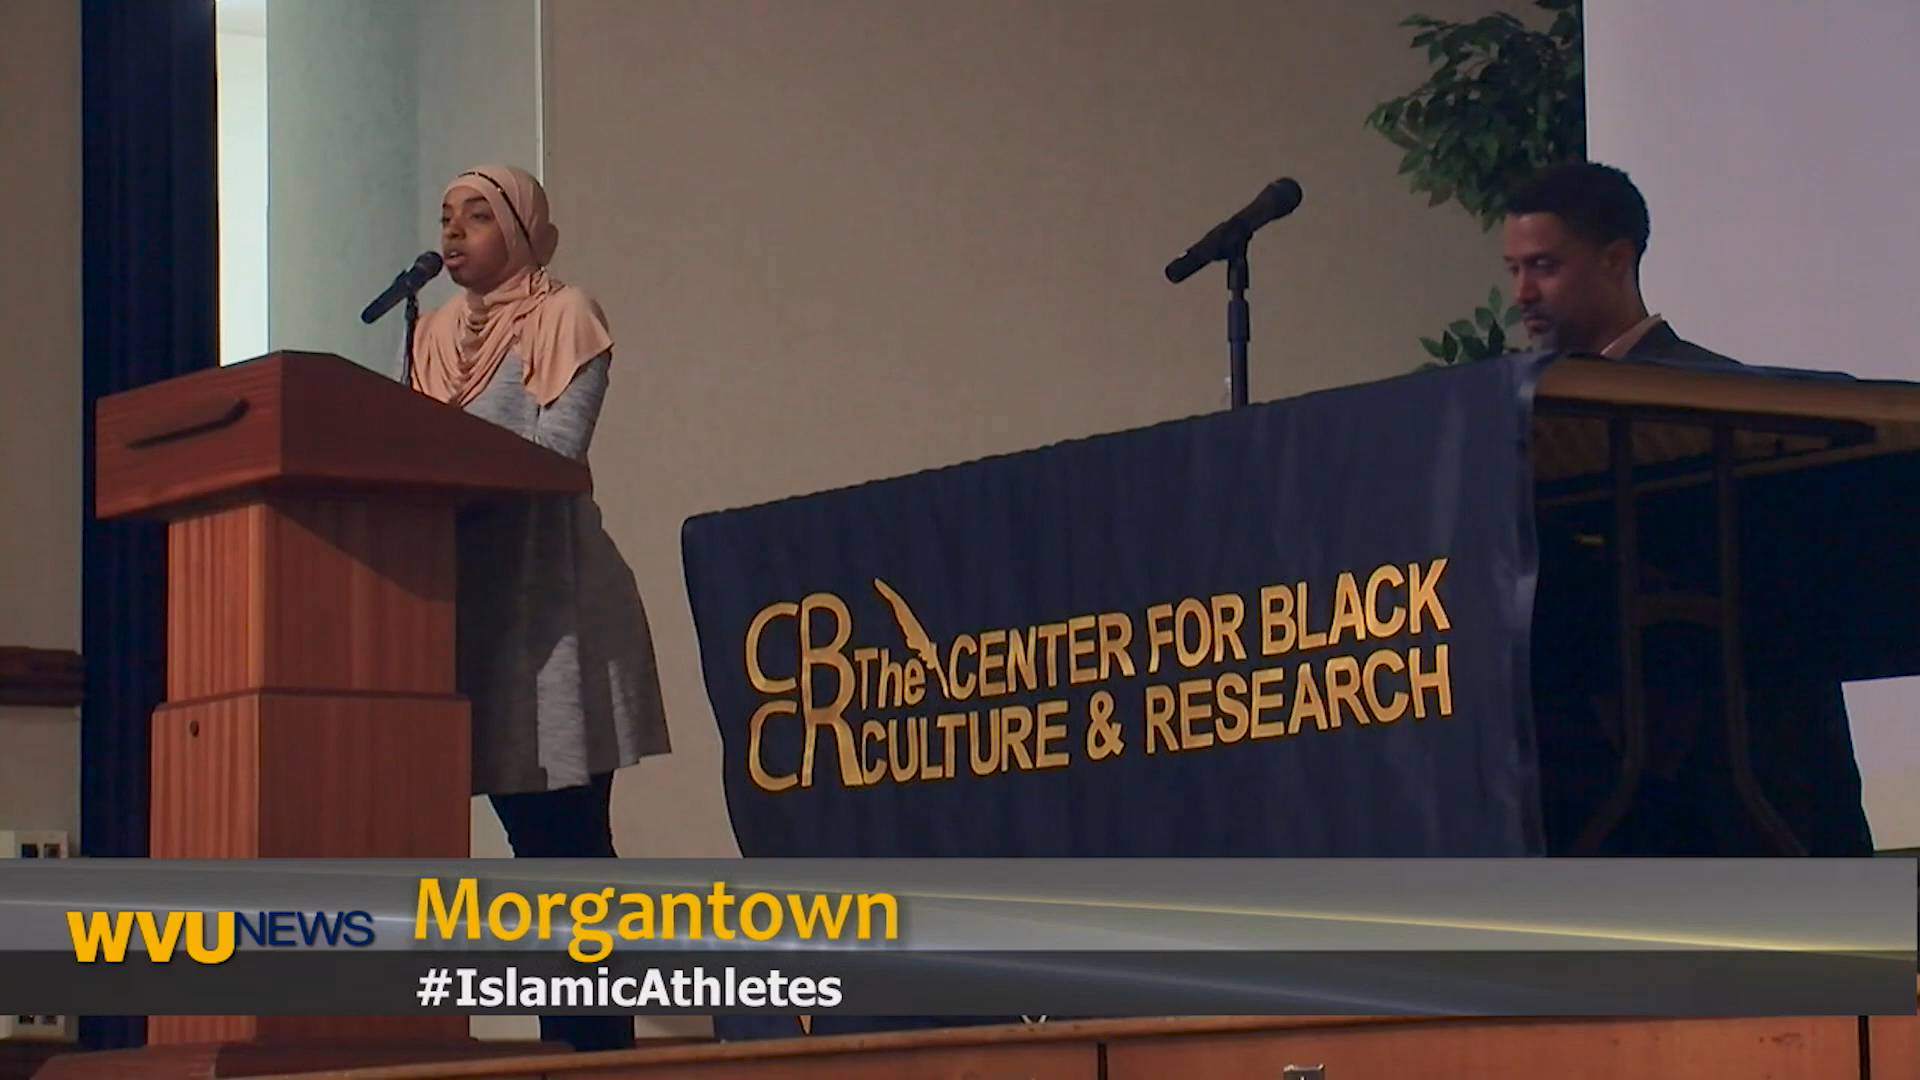 CB The CENTER FOR BLACK
CR CULTURE & RESEARCH
WVUNEWS
Morgantown
#IslamicAthletes